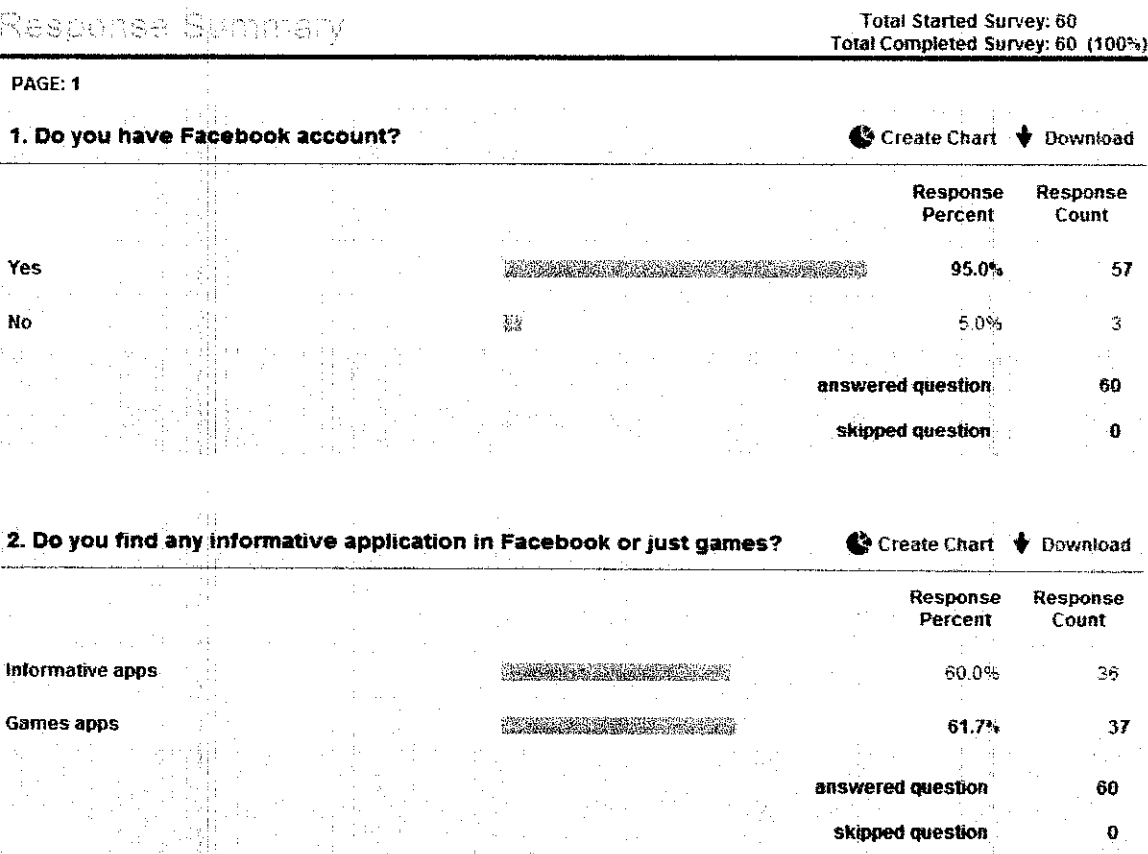 Response Summary
Total Started Survey: 60
Total Completed Survey: 60 (100%)
PAGE: 1
1. Do you have Facebook account?
Create Chart Download
Response Percent Response Count
Yes 95.0% 57
No 5.0% 3
answered question 60
skipped question 0
2. Do you find any informative application in Facebook or just games?
Create Chart Download
Response Percent Response Count
Informative apps 60.0% 36
Games apps 61.7% 37
answered question 60
skipped question 0